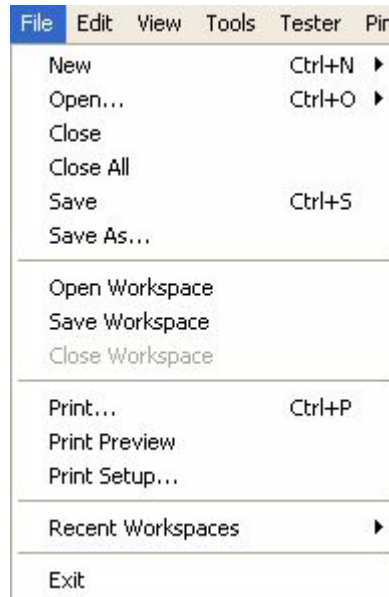 File Edit View Tools Tester
New Ctrl+N
Open... Ctrl+O
Close
Close All
Save Ctrl+S
Save As...
Open Workspace
Save Workspace
Close Workspace
Print... Ctrl+P
Print Preview
Print Setup...
Recent Workspaces
Exit